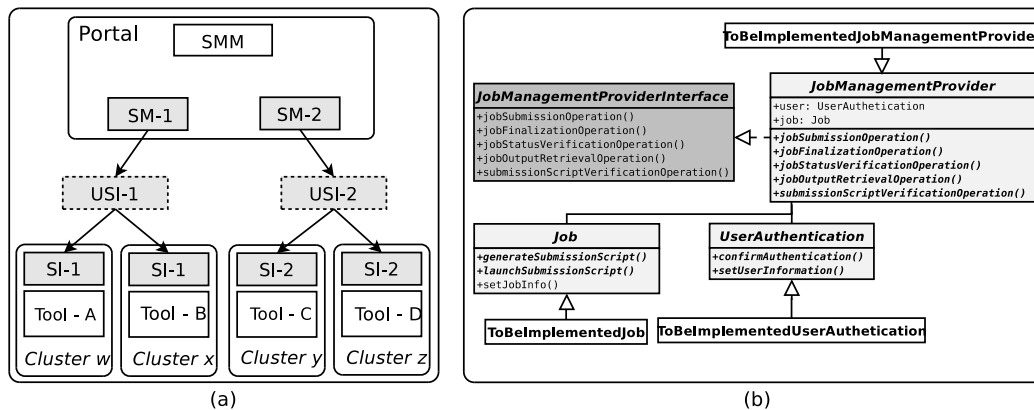 Portal
SMM
SM-1
SM-2
USI-1
USI-2
SI-1
SI-1
SI-2
SI-2
Tool - A
Tool - B
Tool - C
Tool - D
Cluster w
Cluster x
Cluster y
Cluster z
(a)
ToBeImplementedJobManagementProvide
JobManagementProviderInterface
+jobSubmissionOperation()
+jobFinalizationOperation()
+jobStatusVerificationOperation()
+jobOutputRetrievalOperation()
+submissionScriptVerificationOperation()
JobManagementProvider
+user: UserAuthetication
+job: Job
+jobSubmissionOperation()
+jobFinalizationOperation()
+jobStatusVerificationOperation()
+jobOutputRetrievalOperation()
+submissionScriptVerificationOperation()
Job
+generateSubmissionScript()
+launchSubmissionScript()
+setJobInfo()
UserAuthentication
+confirmAuthentication()
+setUserInformation()
ToBeImplementedJob
ToBeImplementedUserAuthetication
(b)